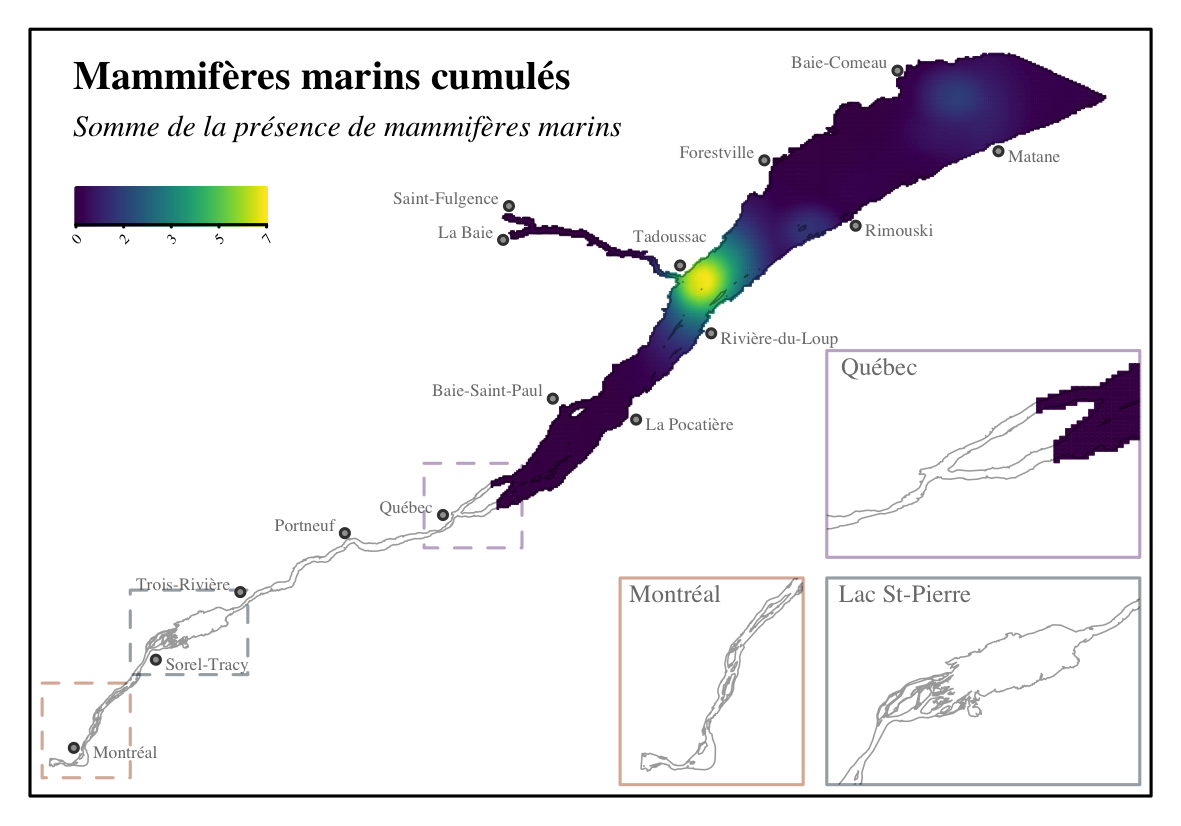 Mammifères marins cumulés
Somme de la présence de mammifères marins
0 2 3 5 7
Baie-Comeau
Forestville
Matane
Saint-Fulgence
La Baie
Tadoussac
Rimouski
Rivière-du-Loup
Baie-Saint-Paul
La Pocatière
Québec
Portneuf
Trois-Rivière
Sorel-Tracy
Montréal
Québec
Montréal
Lac St-Pierre